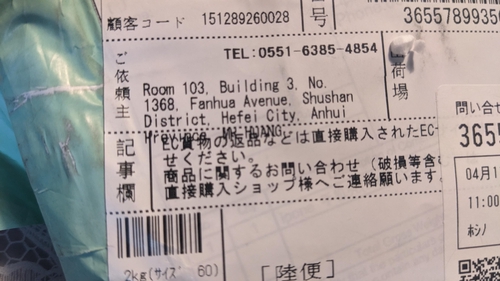 顧客コード 151289260028
号
3655789935
ご依頼主
TEL:0551-6385-4854
Room 103, Building 3, No.
1368, Fanhua Avenue, Shushan
District, Hefei City, Anhui
荷場
記事欄
EC貨物の返品などは直接購入されたEC
せください。
商品に関するお問い合わせ（破損等含む
直接購入ショップ様へご連絡願います。
問い合せ
365
04月1
11:00
ホシノ
2kg(サイズ 60)
[陸便]